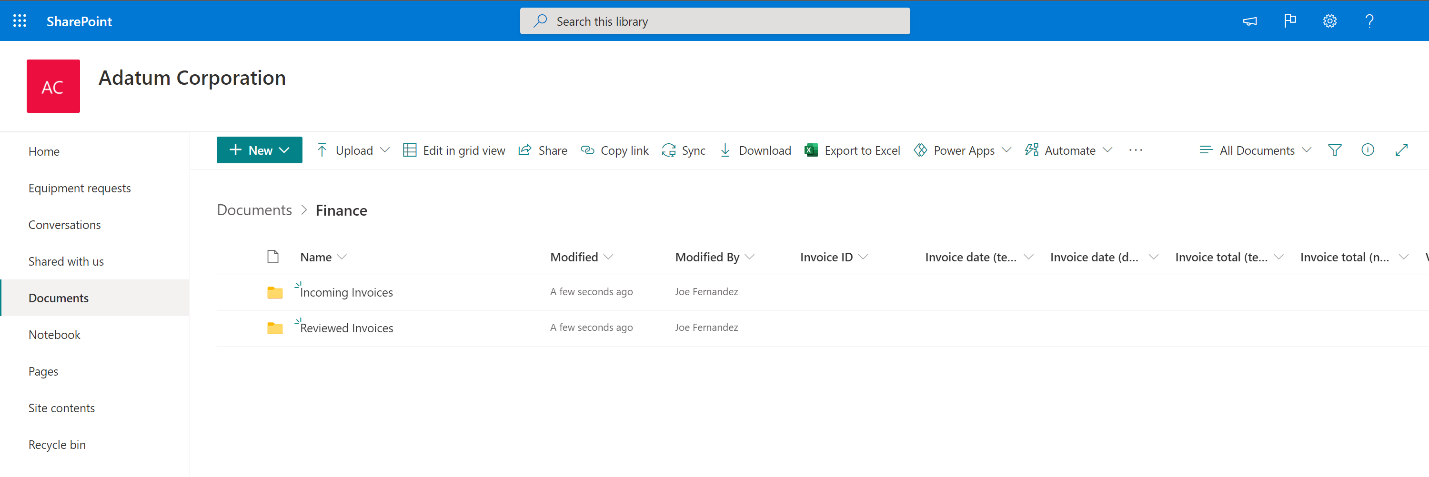 SharePoint
Search this library
?
AC
Adatum Corporation
Home
Equipment requests
Conversations
Shared with us
Documents
Notebook
Pages
Site contents
Recycle bin
+ New
Upload
Edit in grid view
Share
Copy link
Sync
Download
Export to Excel
Power Apps
Automate
...
All Documents
Documents > Finance
Name Modified Modified By Invoice ID Invoice date (te... Invoice date (d... Invoice total (te... Invoice total (n...
Incoming Invoices A few seconds ago Joe Fernandez
Reviewed Invoices A few seconds ago Joe Fernandez